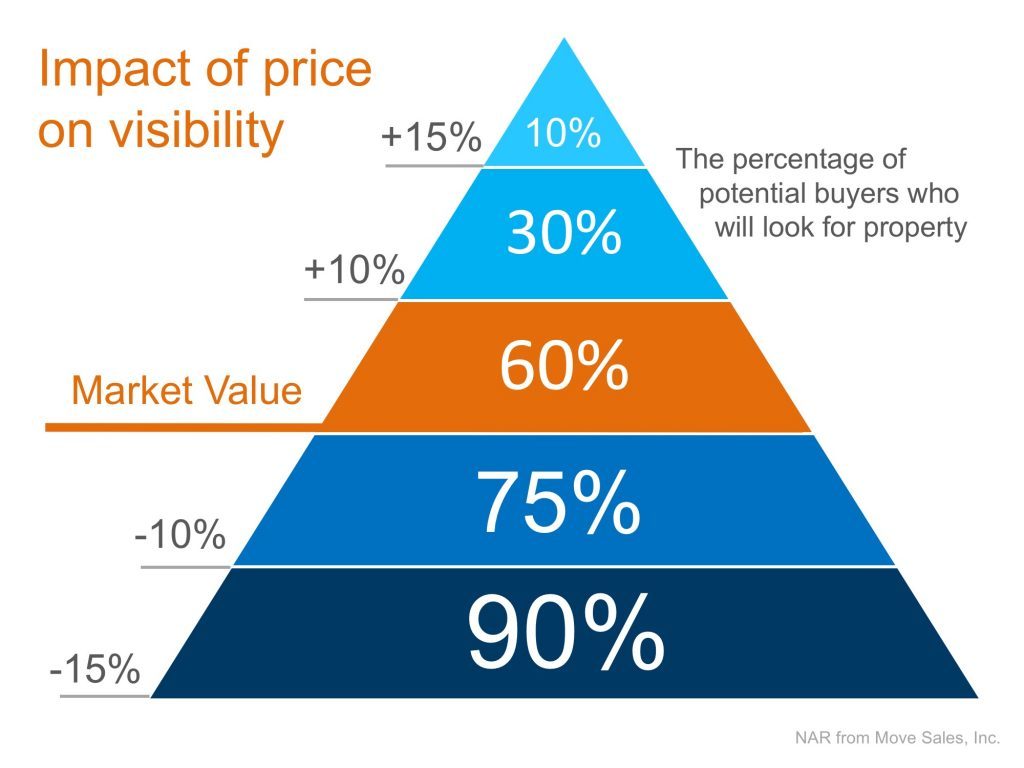 Impact of price
on visibility
+15%
10%
The percentage of
potential buyers who
will look for property
30%
+10%
60%
Market Value
75%
-10%
90%
-15%
NAR from Move Sales, Inc.